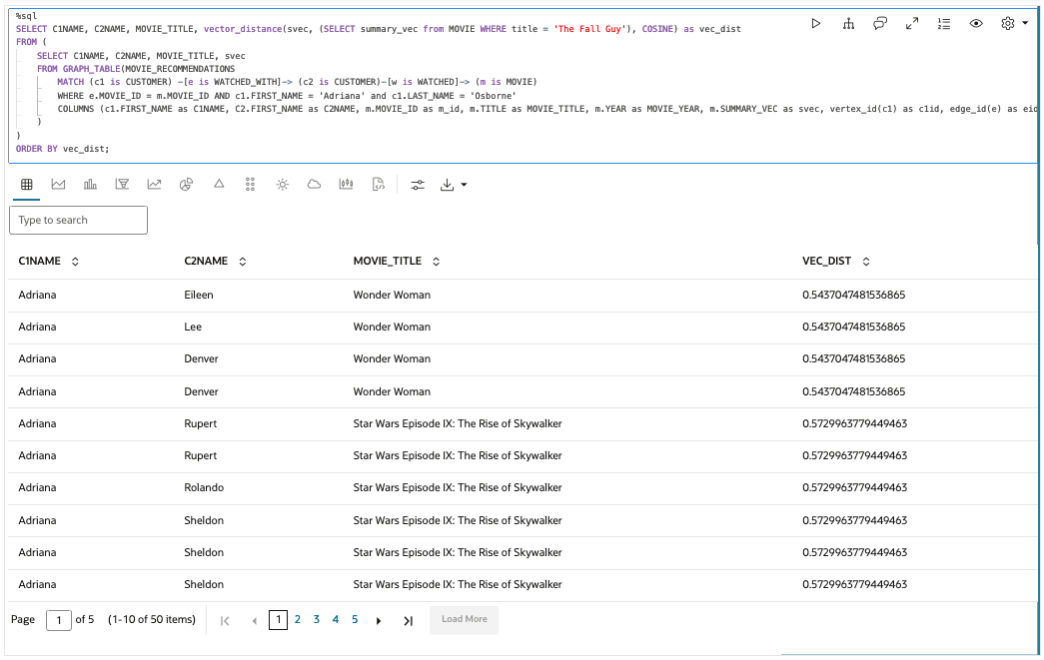 %sql
SELECT C1NAME, C2NAME, MOVIE_TITLE, vector_distance(svec, (SELECT summary_vec from MOVIE WHERE title = 'The Fall Guy'), COSINE) as vec_dist
FROM (
SELECT C1NAME, C2NAME, MOVIE_TITLE, svec
FROM GRAPH_TABLE(MOVIE_RECOMMENDATIONS
MATCH (c1 is CUSTOMER) -[e is WATCHED_WITH]-> (c2 is CUSTOMER)-[w is WATCHED]-> (m is MOVIE)
WHERE e.MOVIE_ID = m.MOVIE_ID AND c1.FIRST_NAME = 'Adriana' and c1.LAST_NAME = 'Osborne'
COLUMNS (c1.FIRST_NAME as C1NAME, C2.FIRST_NAME as C2NAME, m.MOVIE_ID as m_id, m.TITLE as MOVIE_TITLE, m.YEAR as MOVIE_YEAR, m.SUMMARY_VEC as svec, vertex_id(c1) as c1id, edge_id(e) as eid
)
)
ORDER BY vec_dist;
Type to search
C1NAME C2NAME MOVIE_TITLE VEC_DIST
Adriana Eileen Wonder Woman 0.5437047481536865
Adriana Lee Wonder Woman 0.5437047481536865
Adriana Denver Wonder Woman 0.5437047481536865
Adriana Denver Wonder Woman 0.5437047481536865
Adriana Rupert Star Wars Episode IX: The Rise of Skywalker 0.5729963779449463
Adriana Rupert Star Wars Episode IX: The Rise of Skywalker 0.5729963779449463
Adriana Rolando Star Wars Episode IX: The Rise of Skywalker 0.5729963779449463
Adriana Sheldon Star Wars Episode IX: The Rise of Skywalker 0.5729963779449463
Adriana Sheldon Star Wars Episode IX: The Rise of Skywalker 0.5729963779449463
Adriana Sheldon Star Wars Episode IX: The Rise of Skywalker 0.5729963779449463
Page 1 of 5 (1-10 of 50 items) 1 2 3 4 5 Load More